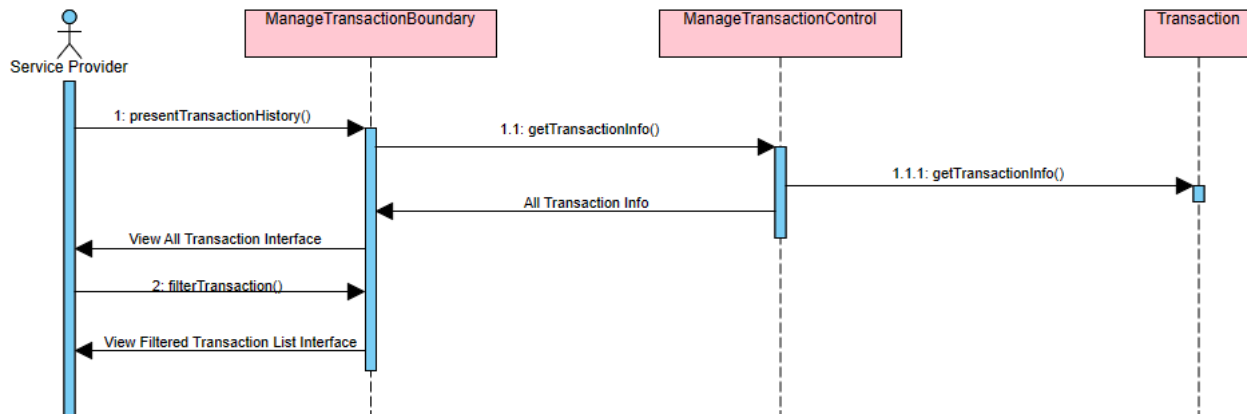 ManageTransactionBoundary
ManageTransactionControl
Transaction
Service Provider
1: presentTransactionHistory()
1.1: getTransactionInfo()
1.1.1: getTransactionInfo()
All Transaction Info
View All Transaction Interface
2: filterTransaction()
View Filtered Transaction List Interface